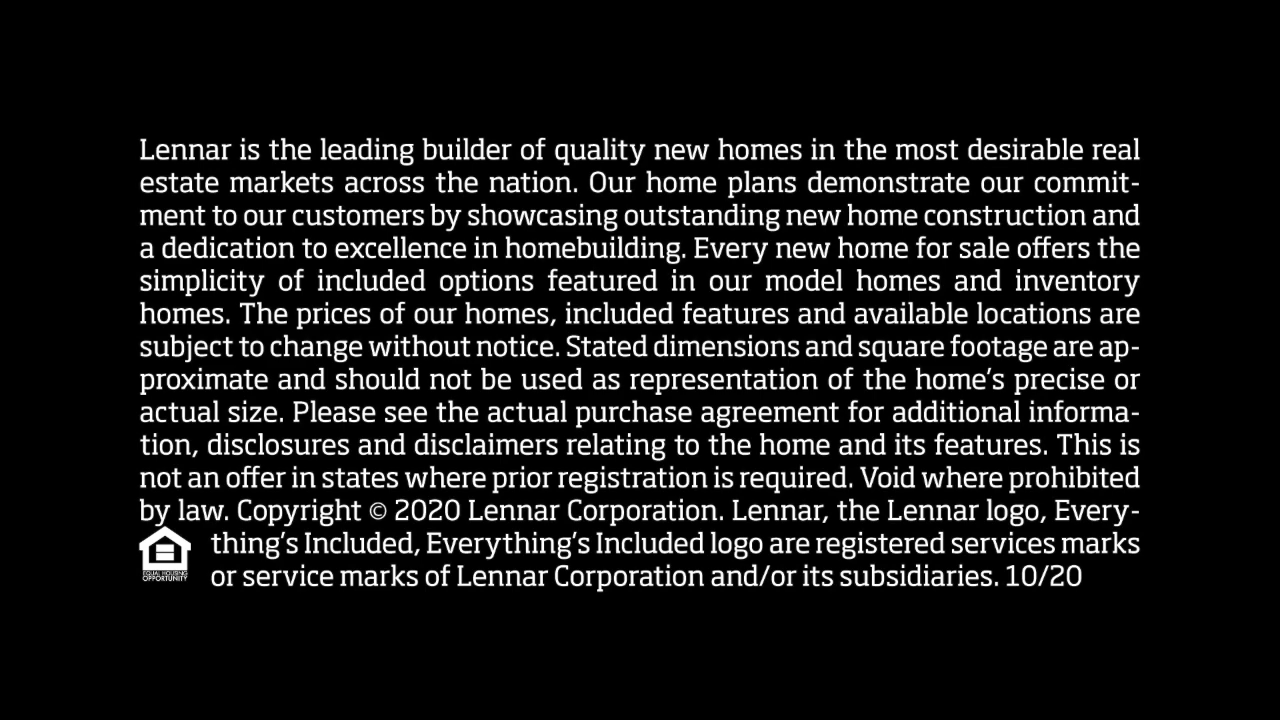 Lennar is the leading builder of quality new homes in the most desirable real
estate markets across the nation. Our home plans demonstrate our commit-
ment to our customers by showcasing outstanding new home construction and
a dedication to excellence in homebuilding. Every new home for sale offers the
simplicity of included options featured in our model homes and inventory
homes. The prices of our homes, included features and available locations are
subject to change without notice. Stated dimensions and square footage are ap-
proximate and should not be used as representation of the home’s precise or
actual size. Please see the actual purchase agreement for additional informa-
tion, disclosures and disclaimers relating to the home and its features. This is
not an offer in states where prior registration is required. Void where prohibited
by law. Copyright © 2020 Lennar Corporation. Lennar, the Lennar logo, Every-
thing’s Included, Everything’s Included logo are registered services marks
or service marks of Lennar Corporation and/or its subsidiaries. 10/20
EQUAL HOUSING
OPPORTUNITY